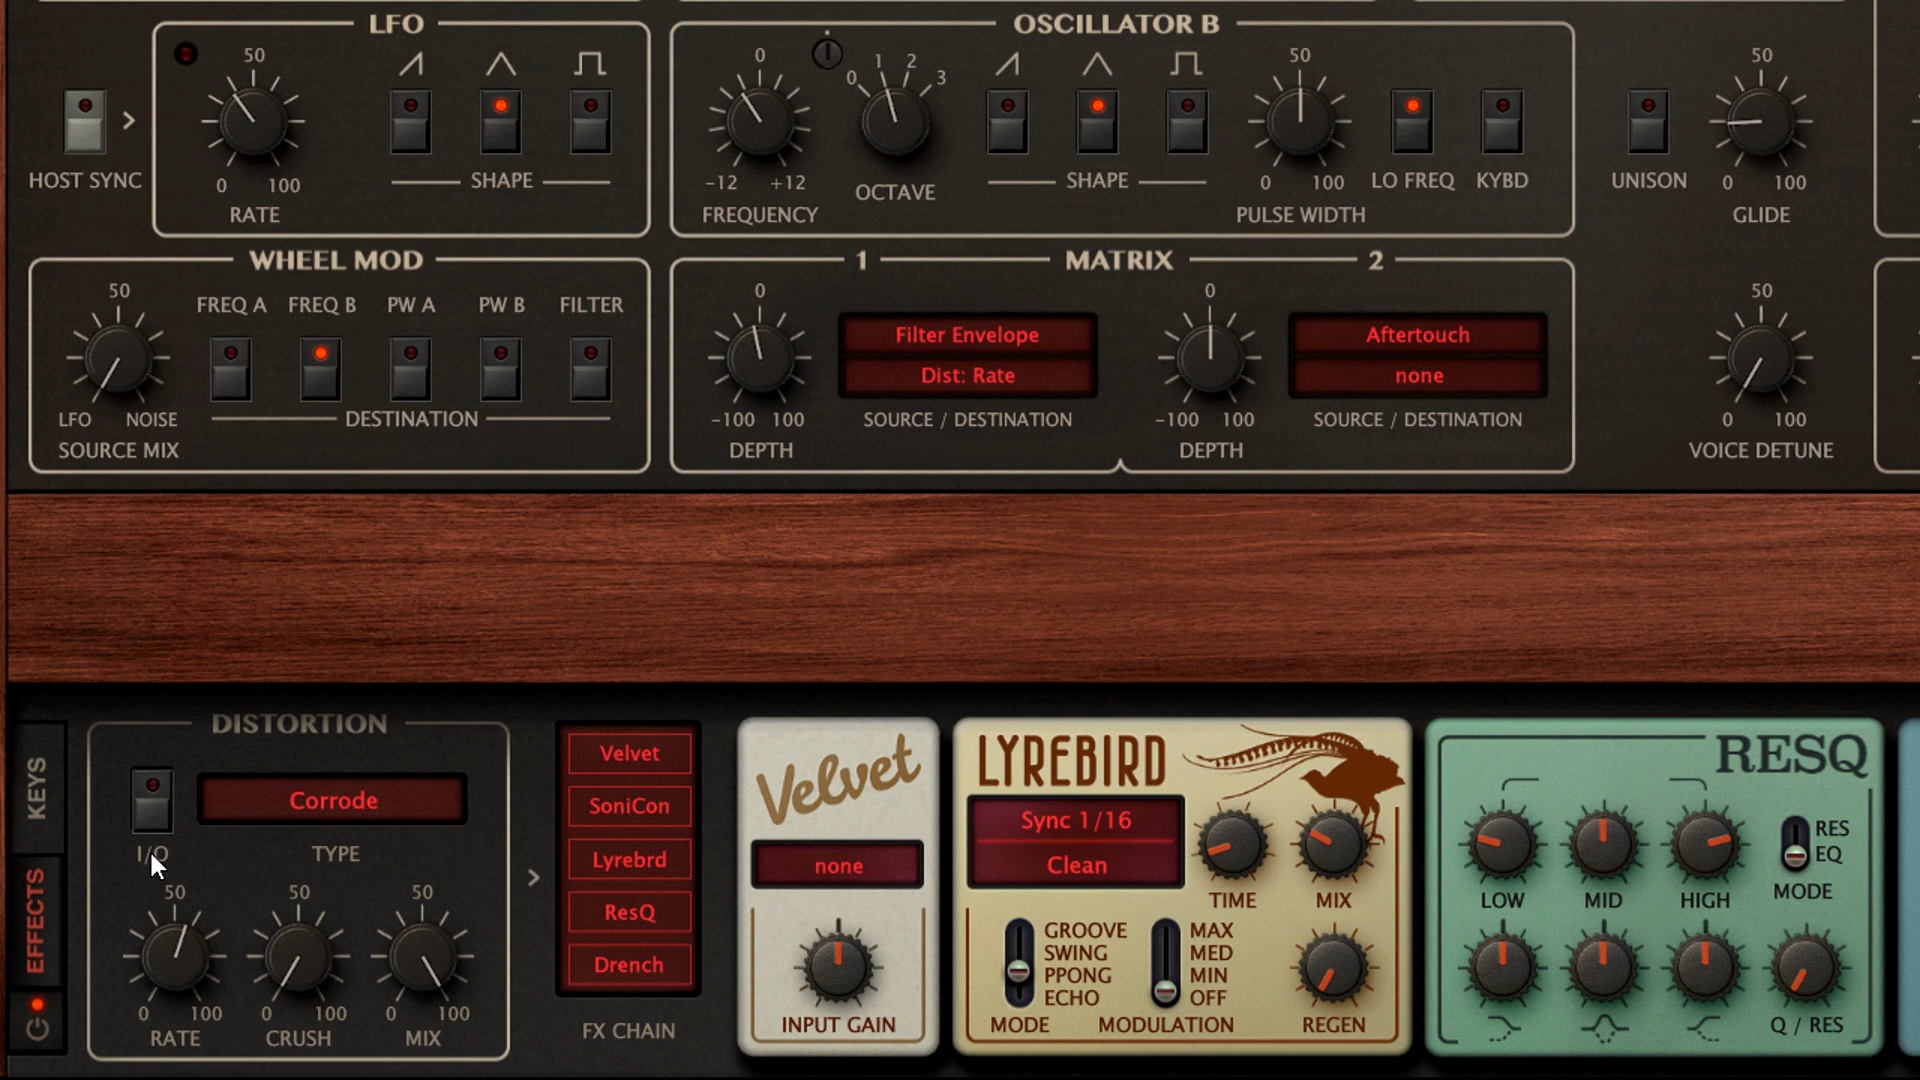 LFO
50
0 100
RATE
SHAPE
HOST SYNC
OSCILLATOR B
0
-12 +12
FREQUENCY
0 1 2 3
OCTAVE
SHAPE
50
0 100
PULSE WIDTH
LO FREQ
KYBD
UNISON
50
0 100
GLIDE
WHEEL MOD
50
LFO NOISE
SOURCE MIX
FREQ A FREQ B PW A PW B FILTER
DESTINATION
1 MATRIX 2
0
-100 100
DEPTH
Filter Envelope
Dist: Rate
SOURCE / DESTINATION
0
-100 100
DEPTH
Aftertouch
none
SOURCE / DESTINATION
50
0 100
VOICE DETUNE
KEYS
EFFECTS
DISTORTION
I/O
Corrode
TYPE
50
0 100
RATE
50
0 100
CRUSH
50
0 100
MIX
Velvet
SoniCon
Lyrebrd
ResQ
Drench
FX CHAIN
Velvet
none
INPUT GAIN
LYREBIRD
Sync 1/16
Clean
TIME
MIX
GROOVE
SWING
PPONG
ECHO
MODE
MAX
MED
MIN
OFF
MODULATION
REGEN
RESQ
LOW
MID
HIGH
RES
EQ
MODE
Q / RES